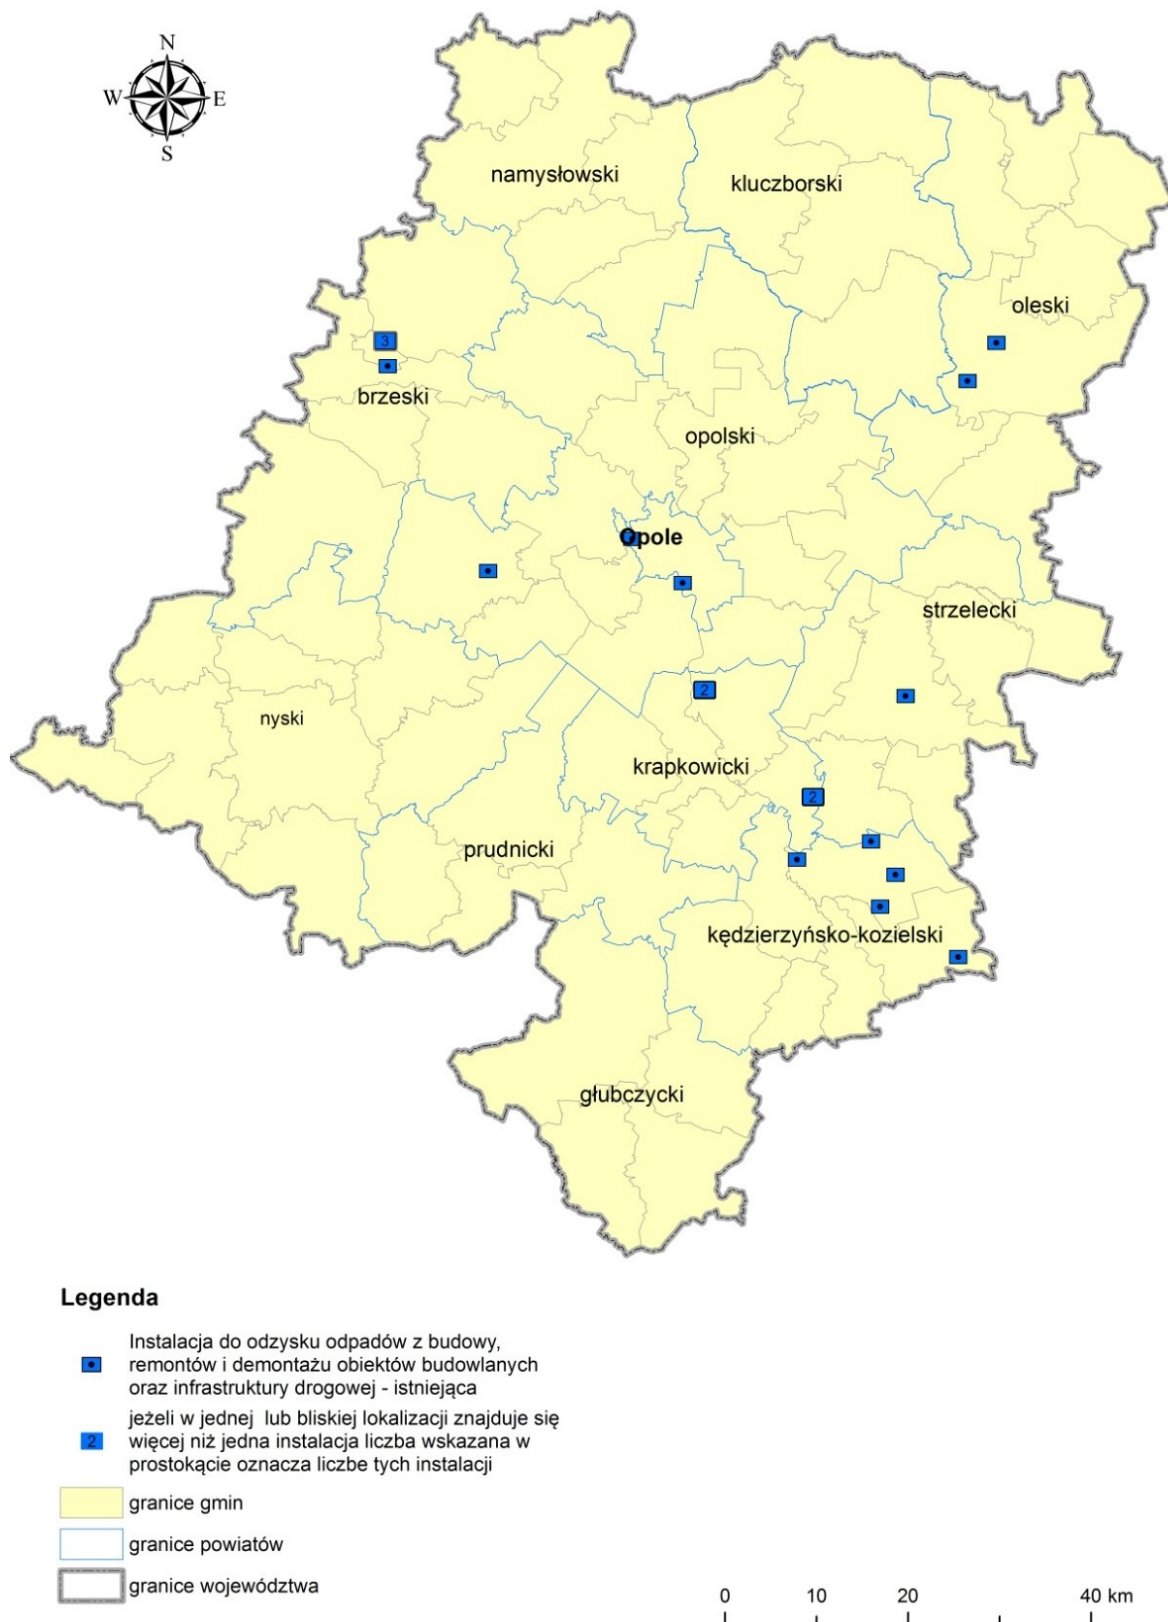 N
W E
S
namysłowski
kluczborski
oleski
3
brzeski
opolski
Opole
strzelecki
2
nyski
krapkowicki
2
prudnicki
kędzierzyńsko-kozielski
głubczycki
Legenda
Instalacja do odzysku odpadów z budowy,
remontów i demontażu obiektów budowlanych
oraz infrastruktury drogowej - istniejąca
jeżeli w jednej lub bliskiej lokalizacji znajduje się
2 więcej niż jedna instalacja liczba wskazana w
prostokącie oznacza liczbe tych instalacji
granice gmin
granice powiatów
granice województwa
0 10 20 40 km